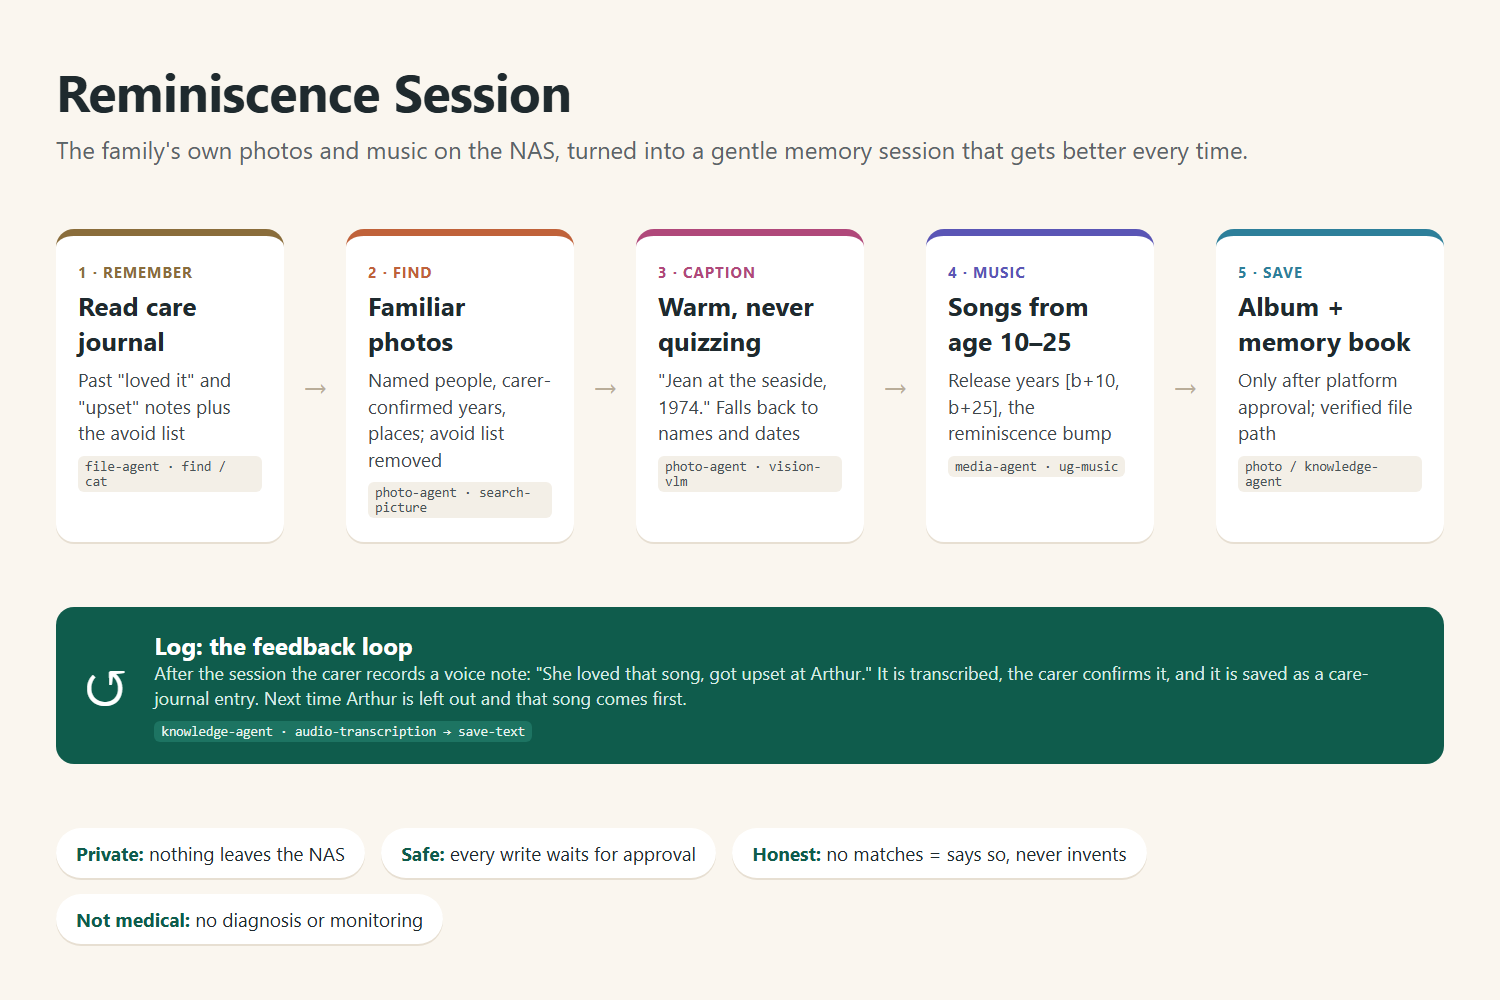 Reminiscence Session
The family's own photos and music on the NAS, turned into a gentle memory session that gets better every time.
1 · REMEMBER
Read care
journal
Past "loved it" and
"upset" notes plus
the avoid list
file-agent · find /
cat
→
2 · FIND
Familiar
photos
Named people, carer-
confirmed years,
places; avoid list
removed
photo-agent · search-
picture
→
3 · CAPTION
Warm, never
quizzing
"Jean at the seaside,
1974." Falls back to
names and dates
photo-agent · vision-
vlm
→
4 · MUSIC
Songs from
age 10–25
Release years [b+10,
b+25], the
reminiscence bump
media-agent · ug-music
→
5 · SAVE
Album +
memory book
Only after platform
approval; verified file
path
photo / knowledge-
agent
Log: the feedback loop
After the session the carer records a voice note: "She loved that song, got upset at Arthur." It is transcribed, the carer confirms it, and it is saved as a care-
journal entry. Next time Arthur is left out and that song comes first.
knowledge-agent · audio-transcription → save-text
Private: nothing leaves the NAS
Safe: every write waits for approval
Honest: no matches = says so, never invents
Not medical: no diagnosis or monitoring